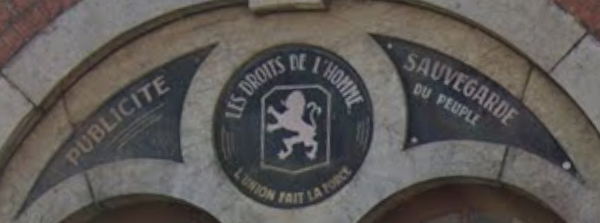 PUBLICITE
LES DROITS DE L'HOMME
L'UNION FAIT LA FORCE
SAUVEGARDE
DU PEUPLE